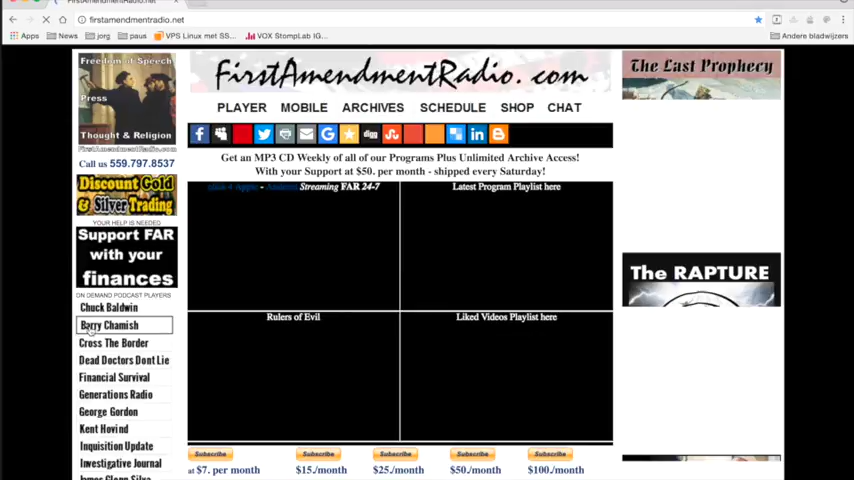 firstamendmentradio.net
Apps News jorg paus VPS Linux met SS... VOX StompLab IG... Andere bladwijzers
Freedom of Speech
Press
Thought & Religion
FirstAmendmentRadio.com
Call us 559.797.8537
Discount Gold
& Silver Trading
YOUR HELP IS NEEDED
Support FAR
with your
finances
ON DEMAND PODCAST PLAYERS
Chuck Baldwin
Barry Chamish
Cross The Border
Dead Doctors Dont Lie
Financial Survival
Generations Radio
George Gordon
Kent Hovind
Inquisition Update
Investigative Journal
FirstAmendmentRadio.com
PLAYER MOBILE ARCHIVES SCHEDULE SHOP CHAT
digg
Get an MP3 CD Weekly of all of our Programs Plus Unlimited Archive Access!
With your Support at $50. per month - shipped every Saturday!
Streaming FAR 24-7
Latest Program Playlist here
Rulers of Evil
Liked Videos Playlist here
Subscribe Subscribe Subscribe Subscribe Subscribe
at $7. per month $15./month $25./month $50./month $100./month
The Last Prophecy
The RAPTURE